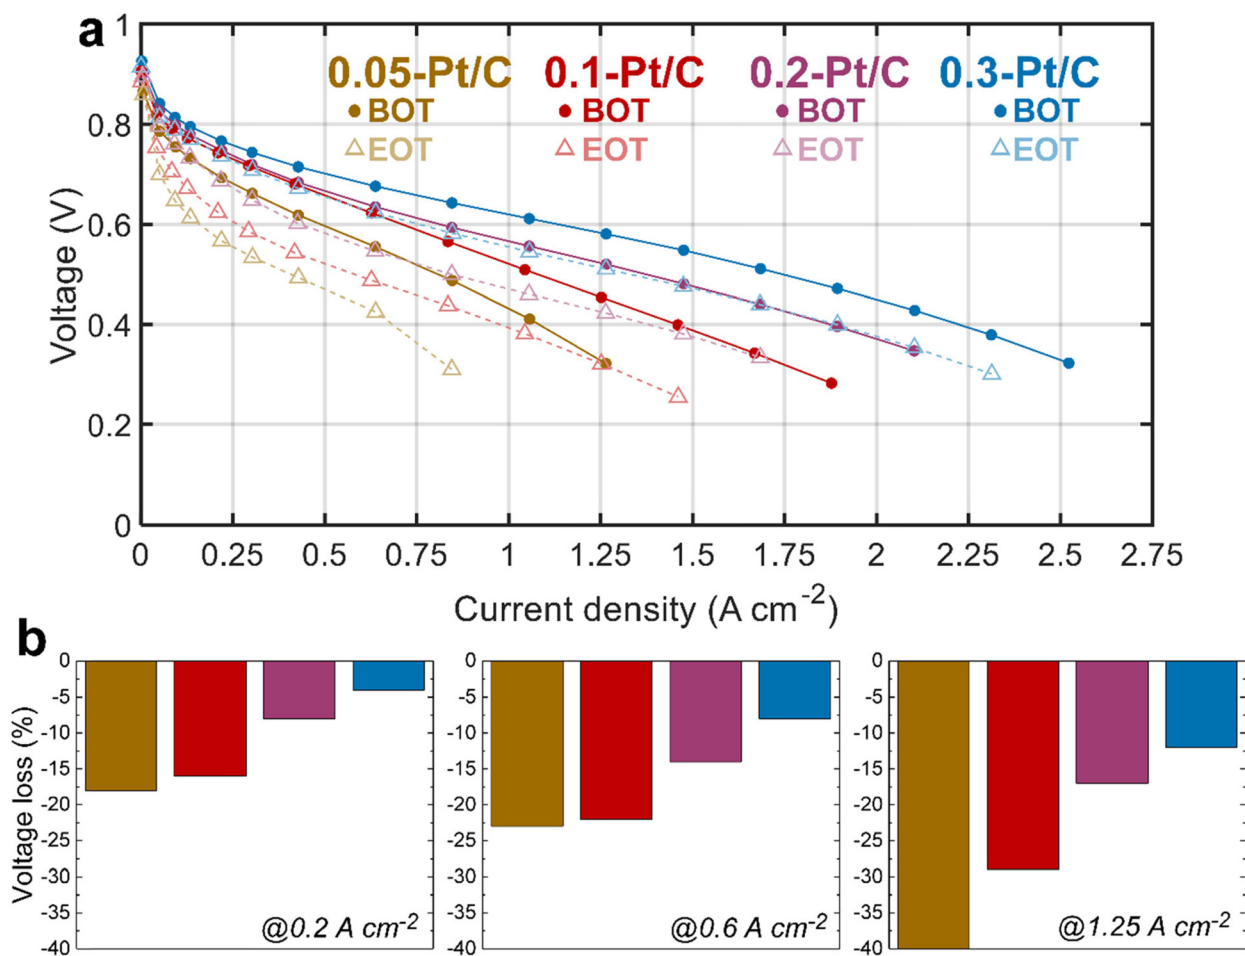 a
0.05-Pt/C 0.1-Pt/C 0.2-Pt/C 0.3-Pt/C
BOT BOT BOT BOT
EOT EOT EOT EOT
1
0.8
0.6
0.4
0.2
0
Voltage (V)
0 0.25 0.5 0.75 1 1.25 1.5 1.75 2 2.25 2.5 2.75
Current density (A cm-2)
b
Voltage loss (%)
0 0 0
-5 -5 -5
-10 -10 -10
-15 -15 -15
-20 -20 -20
-25 -25 -25
-30 -30 -30
-35 -35 -35
-40 -40 -40
@0.2 A cm-2 @0.6 A cm-2 @1.25 A cm-2